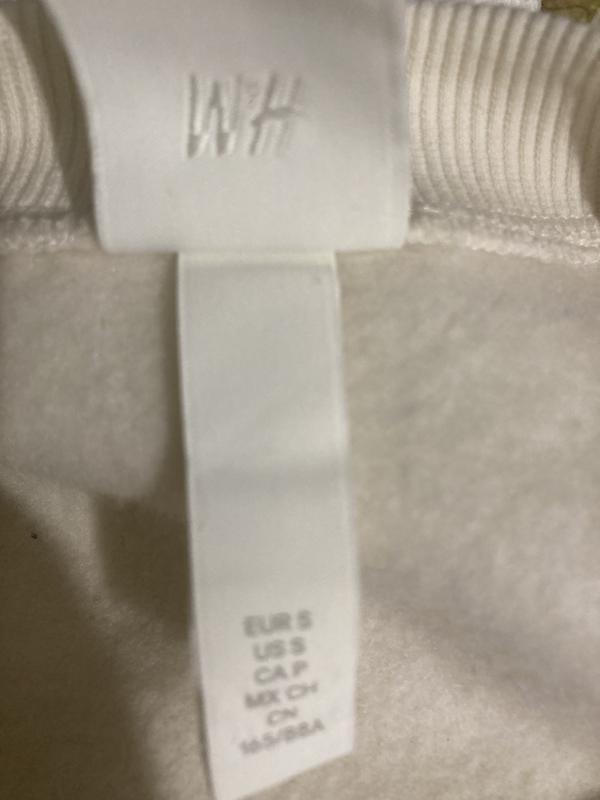 H&M
EUR S
US S
CA P
MX CH
CN
165/88A